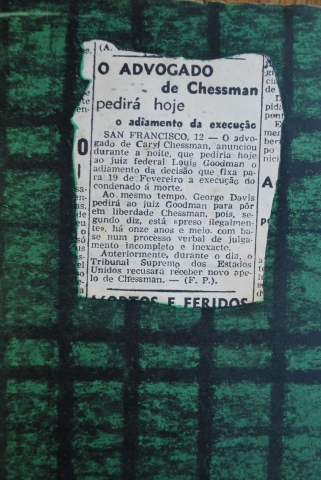 (A.
O ADVOGADO
de Chessman
pedirá hoje
o adiamento da execução
SAN FRANCISCO, 12 — O advo-
gado de Caryl Chessman, anunciou
durante a noite, que pediria hoje
ao juiz federal Louis Goodman o
adiamento da decisão que fixa pa-
ra 19 de Fevereiro a execução do
condenado á morte.
Ao mesmo tempo, George Davis
pedirá ao juiz Goodman para pôr
em liberdade Chessman, pois, se-
gundo diz, está «preso ilegalmen-
te», há onze anos e meio, com ba-
se num processo verbal de julga-
mento incompleto e inexacto.
Anteriormente, durante o dia, o
Tribunal Supremo dos Estados
Unidos recusara receber novo ape-
lo de Chessman. — (F. P.).
MORTOS E FERIDOS